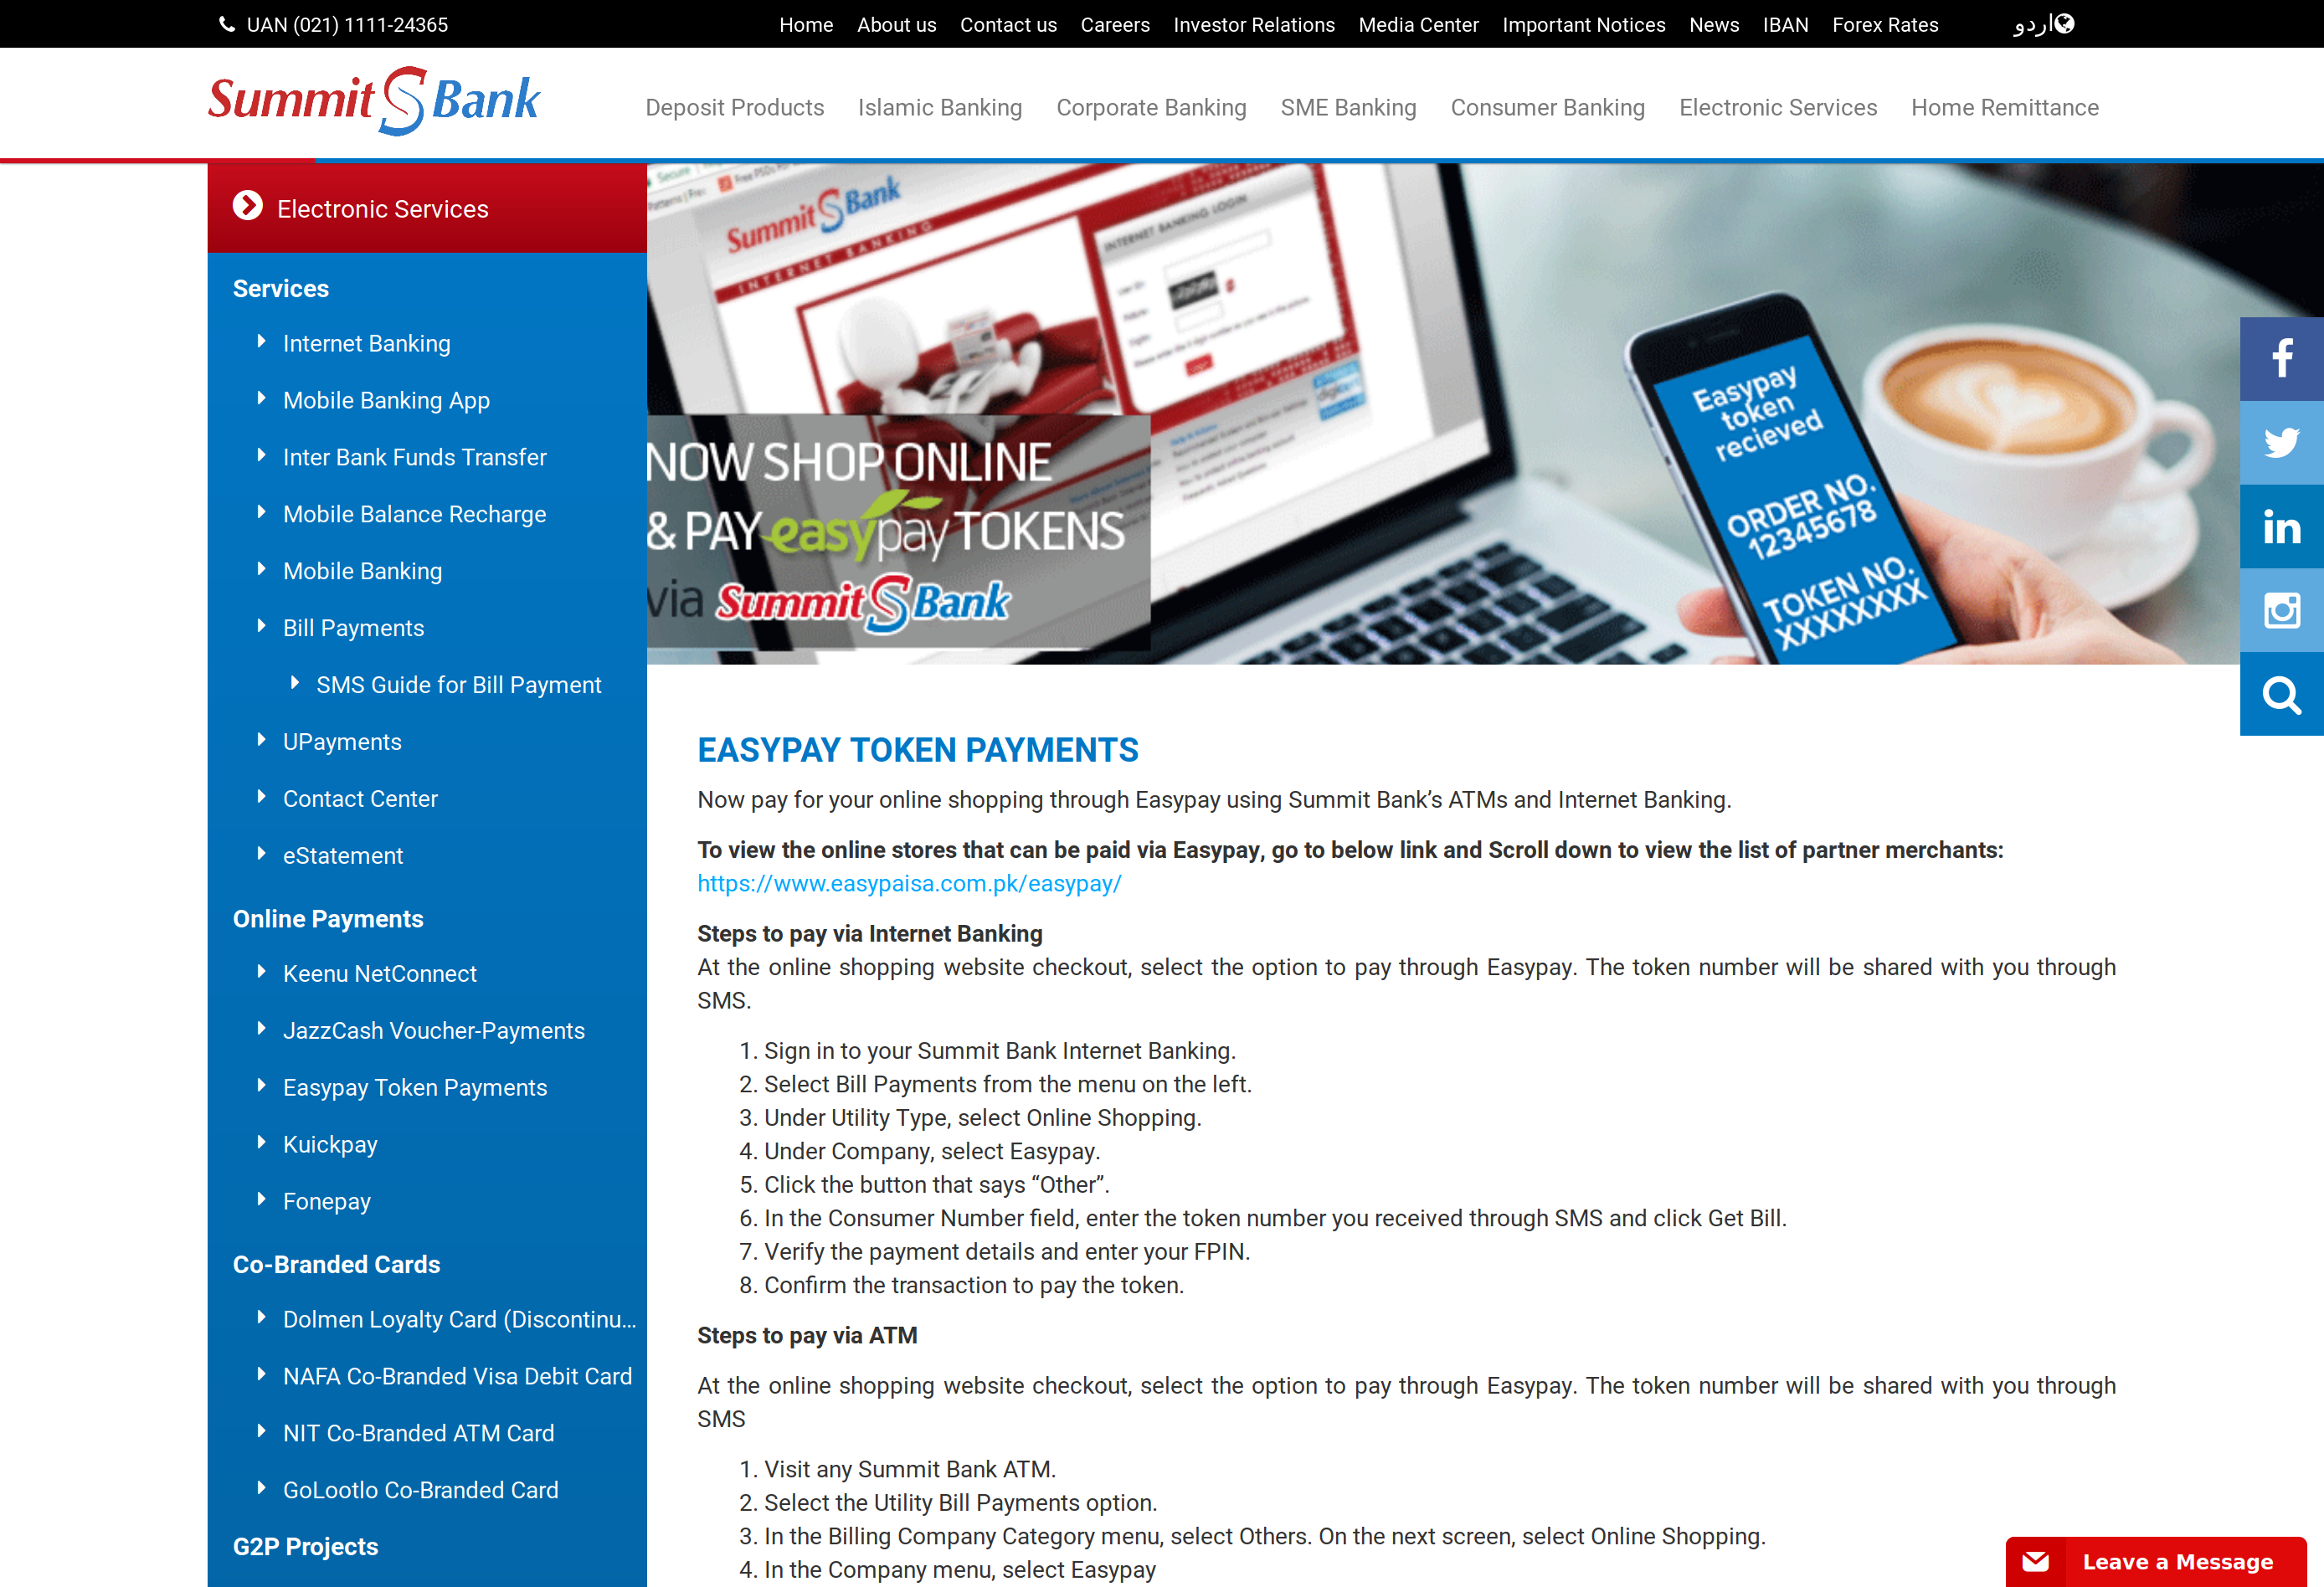 UAN (021) 1111-24365
Home About us Contact us Careers Investor Relations Media Center Important Notices News IBAN Forex Rates اردو
Summit S Bank
Deposit Products Islamic Banking Corporate Banking SME Banking Consumer Banking Electronic Services Home Remittance
Electronic Services
Services
Internet Banking
Mobile Banking App
Inter Bank Funds Transfer
Mobile Balance Recharge
Mobile Banking
Bill Payments
SMS Guide for Bill Payment
UPayments
Contact Center
eStatement
Online Payments
Keenu NetConnect
JazzCash Voucher-Payments
Easypay Token Payments
Kuickpay
Fonepay
Co-Branded Cards
Dolmen Loyalty Card (Discontinu...
NAFA Co-Branded Visa Debit Card
NIT Co-Branded ATM Card
GoLootlo Co-Branded Card
G2P Projects
Secure
Free PSDs
Summit S Bank
INTERNET BANKING
INTERNET BANKING LOGIN
NOW SHOP ONLINE
& PAY easypay TOKENS
via Summit S Bank
Easypay
token
recieved
ORDER NO.
12345678
TOKEN NO.
XXXXXXXX
EASYPAY TOKEN PAYMENTS
Now pay for your online shopping through Easypay using Summit Bank’s ATMs and Internet Banking.
To view the online stores that can be paid via Easypay, go to below link and Scroll down to view the list of partner merchants:
https://www.easypaisa.com.pk/easypay/
Steps to pay via Internet Banking
At the online shopping website checkout, select the option to pay through Easypay. The token number will be shared with you through
SMS.
1. Sign in to your Summit Bank Internet Banking.
2. Select Bill Payments from the menu on the left.
3. Under Utility Type, select Online Shopping.
4. Under Company, select Easypay.
5. Click the button that says “Other”.
6. In the Consumer Number field, enter the token number you received through SMS and click Get Bill.
7. Verify the payment details and enter your FPIN.
8. Confirm the transaction to pay the token.
Steps to pay via ATM
At the online shopping website checkout, select the option to pay through Easypay. The token number will be shared with you through
SMS
1. Visit any Summit Bank ATM.
2. Select the Utility Bill Payments option.
3. In the Billing Company Category menu, select Others. On the next screen, select Online Shopping.
4. In the Company menu, select Easypay
Leave a Message